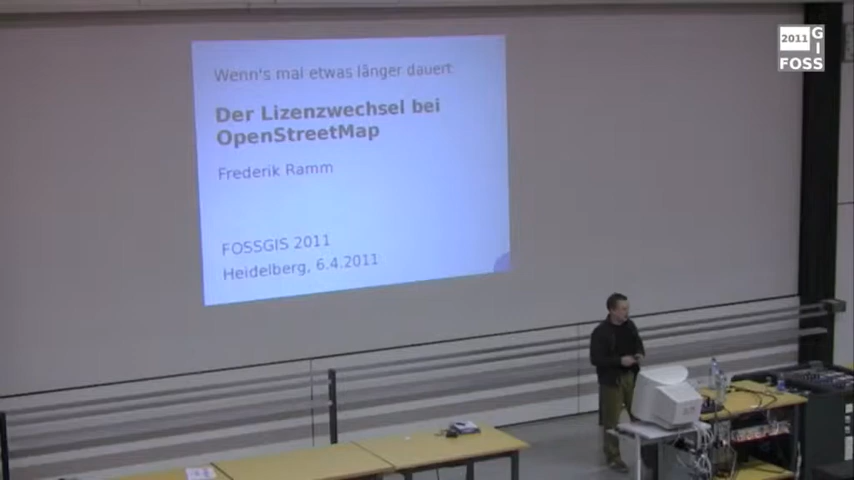 Wenn's mal etwas länger dauert
Der Lizenzwechsel bei
OpenStreetMap
Frederik Ramm
FOSSGIS 2011
Heidelberg, 6.4.2011
2011 G
I
FOSS